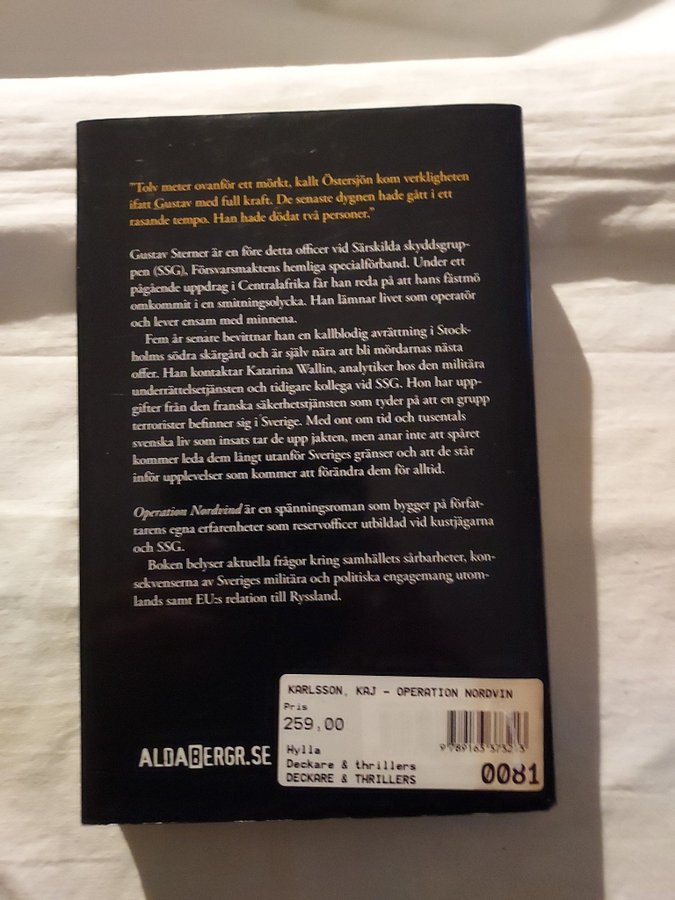 "Tolv meter ovanför ett mörkt, kallt Östersjön kom verkligheten
ifatt Gustav med full kraft. De senaste dygnen hade gått i ett
rasande tempo. Han hade dödat två personer."
Gustav Sterner är en före detta officer vid Särskilda skyddsgrup-
pen (SSG), Försvarsmaktens hemliga specialförband. Under ett
pågående uppdrag i Centralafrika får han reda på att hans fästmö
omkommit i en smitningsolycka. Han lämnar livet som operatör
och lever ensam med minnena.
Fem år senare bevittnar han en kallblodig avrättning i Stock-
holms södra skärgård och är själv nära att bli mördarnas nästa
offer. Han kontaktar Katarina Wallin, analytiker hos den militära
underrättelsetjänsten och tidigare kollega vid SSG. Hon har upp-
gifter från den franska säkerhetstjänsten som tyder på att en grupp
terrorister befinner sig i Sverige. Med ont om tid och tusentals
svenska liv som insats tar de upp jakten, men anar inte att spåret
kommer leda dem långt utanför Sveriges gränser och att de står
inför upplevelser som kommer att förändra dem för alltid.
Operation Nordvind är en spänningsroman som bygger på förfat-
tarens egna erfarenheter som reservofficer utbildad vid kustjägarna
och SSG.
Boken belyser aktuella frågor kring samhällets sårbarhet, kon-
sekvenserna av Sveriges militära och politiska engagemang utom-
lands samt EU:s relation till Ryssland.
KARLSSON, KAJ - OPERATION NORDVIN
Pris
259,00
Hylla
Deckare & thrillers
DECKARE & THRILLERS
0081
ALDABERGR.SE